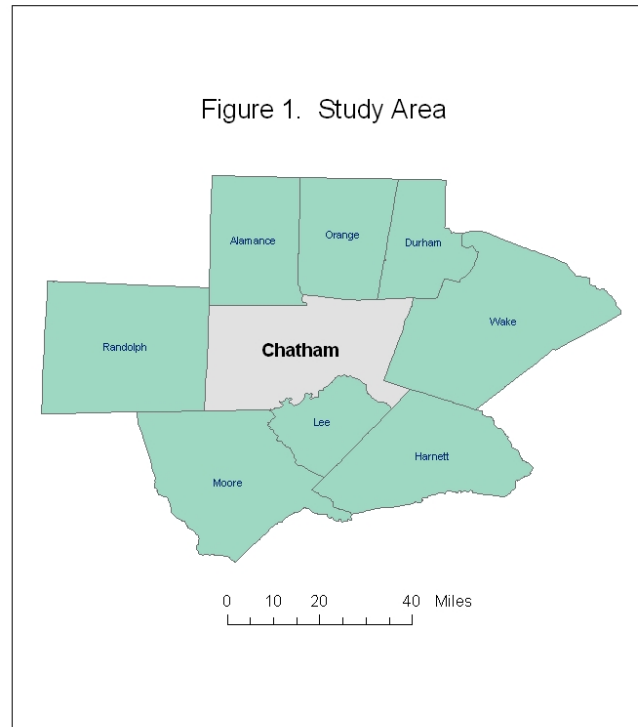 Figure 1. Study Area
Alamance
Orange
Durham
Wake
Randolph
Chatham
Lee
Harnett
Moore
0 10 20 40 Miles